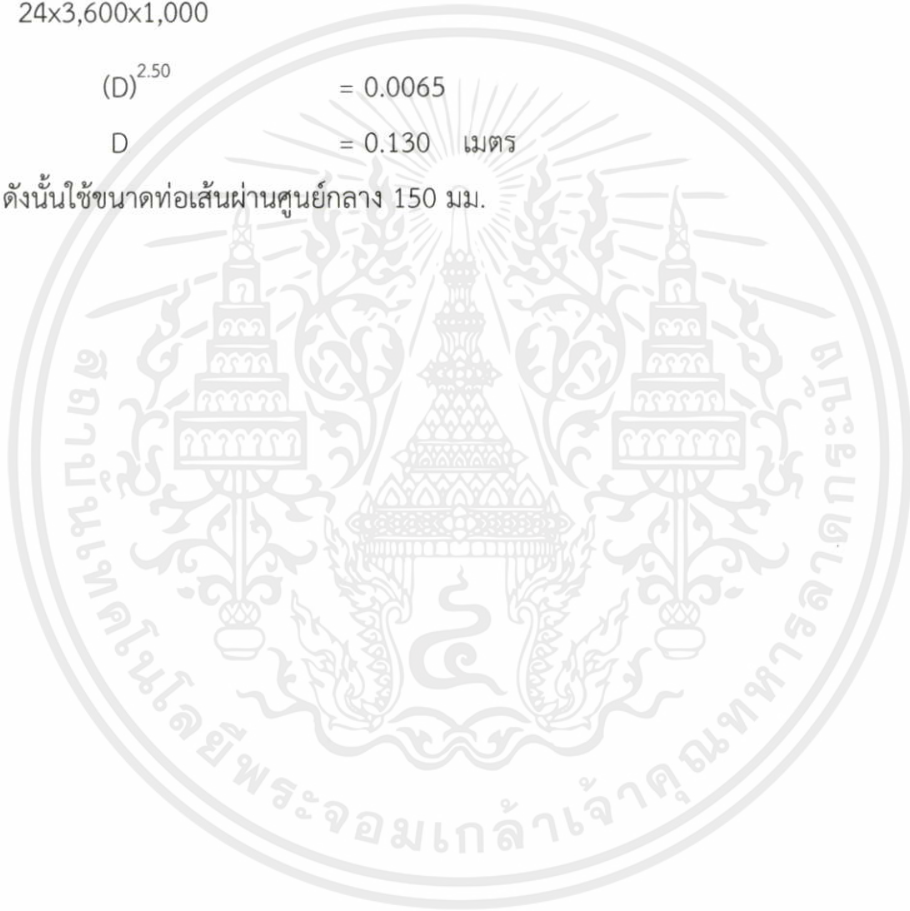 24x3,600x1,000
(D)^2.50 = 0.0065
D = 0.130 เมตร
ดังนั้นใช้ขนาดท่อเส้นผ่านศูนย์กลาง 150 มม.
สถาบันเทคโนโลยีพระจอมเกล้าเจ้าคุณทหารลาดกระบัง